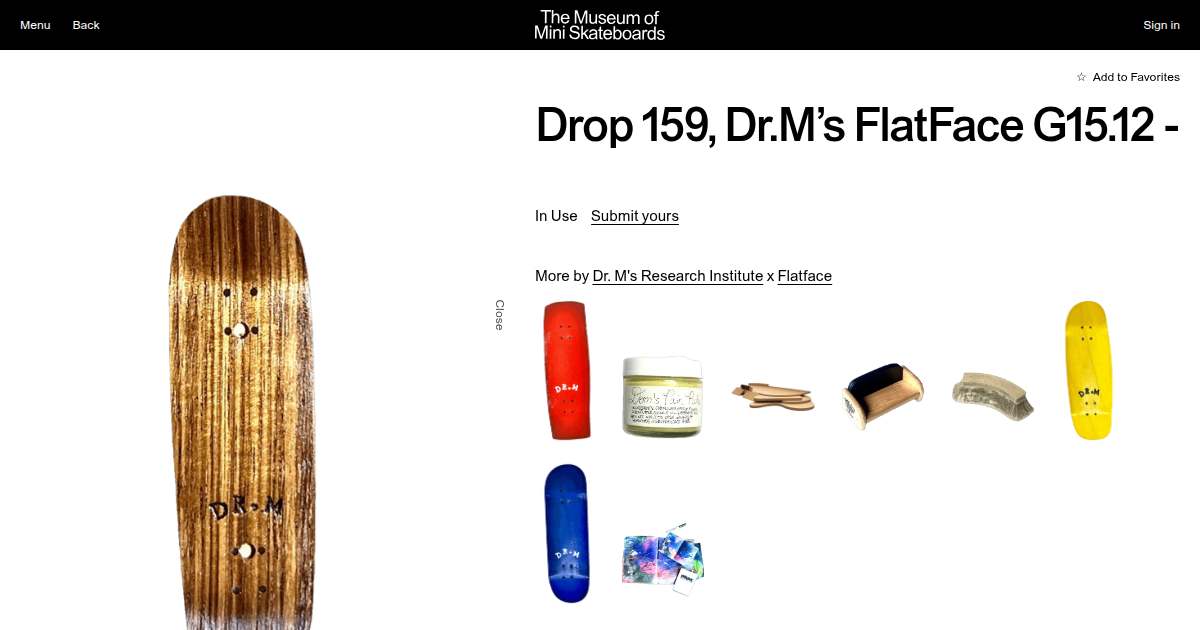 Menu
Back
The Museum of
Mini Skateboards
Sign in
☆ Add to Favorites
Drop 159, Dr.M’s FlatFace G15.12 -
In Use
Submit yours
More by Dr. M's Research Institute x Flatface
Close
DR.M
DR.M
DR.M
DR.M